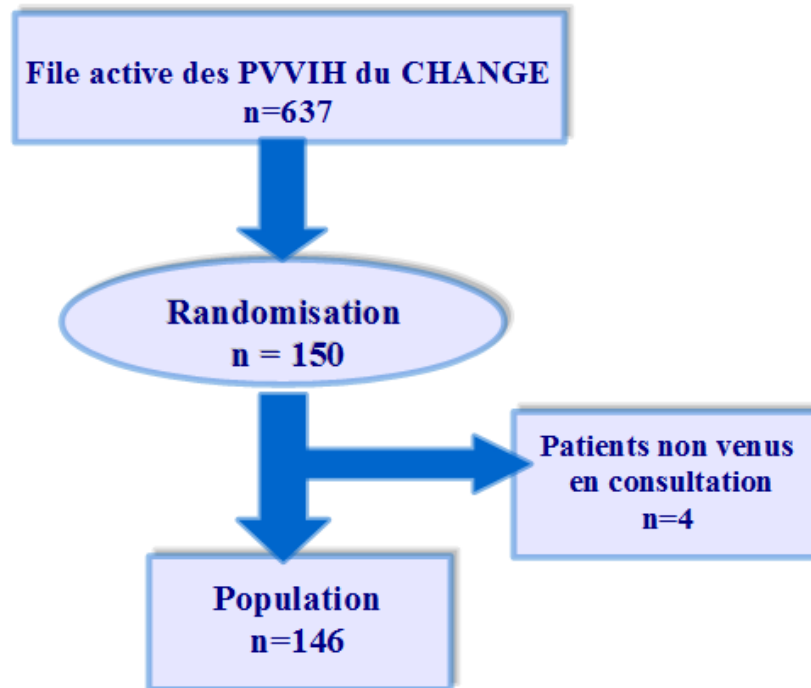 File active des PVVIH du CHANGE
n=637
Randomisation
n = 150
Patients non venus
en consultation
n=4
Population
n=146